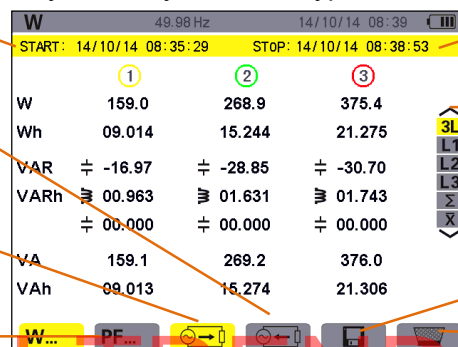 W 49.98 Hz 14/10/14 08:39
START: 14/10/14 08:35:29 STOP: 14/10/14 08:38:53
1 2 3
W 159.0 268.9 375.4
Wh 09.014 15.244 21.275
VAR -16.97 -28.85 -30.70
VARh 00.963 01.631 01.743
00.000 00.000 00.000
VA 159.1 269.2 376.0
VAh 09.013 15.274 21.306
3L
L1
L2
L3
Σ
X̄
W... PF...